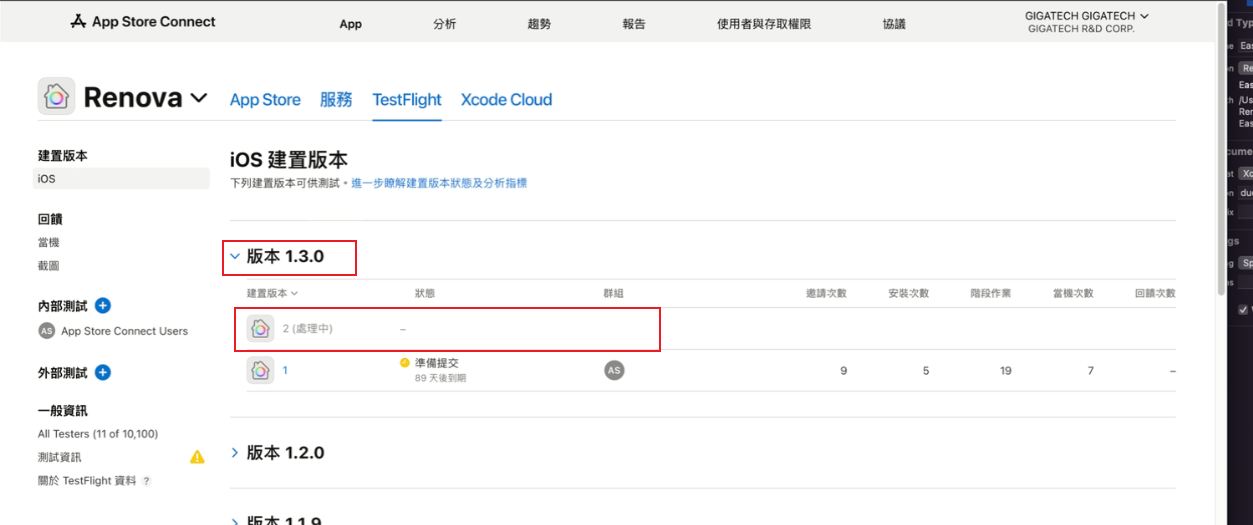 App Store Connect
App 分析 趨勢 報告 使用者與存取權限 協議
GIGATECH GIGATECH
GIGATECH R&D CORP.
Renova
App Store 服務 TestFlight Xcode Cloud
建置版本
iOS
回饋
當機
截圖
內部測試
AS App Store Connect Users
外部測試
一般資訊
All Testers (11 of 10,100)
測試資訊
關於 TestFlight 資料 ?
iOS 建置版本
下列建置版本可供測試。進一步瞭解建置版本狀態及分析指標
版本 1.3.0
建置版本 狀態 群組 邀請次數 安裝次數 階段作業 當機次數 回饋次數
2 (處理中) –
1 準備提交 AS 9 5 19 7 –
89 天後到期
版本 1.2.0
版本 1.1.9